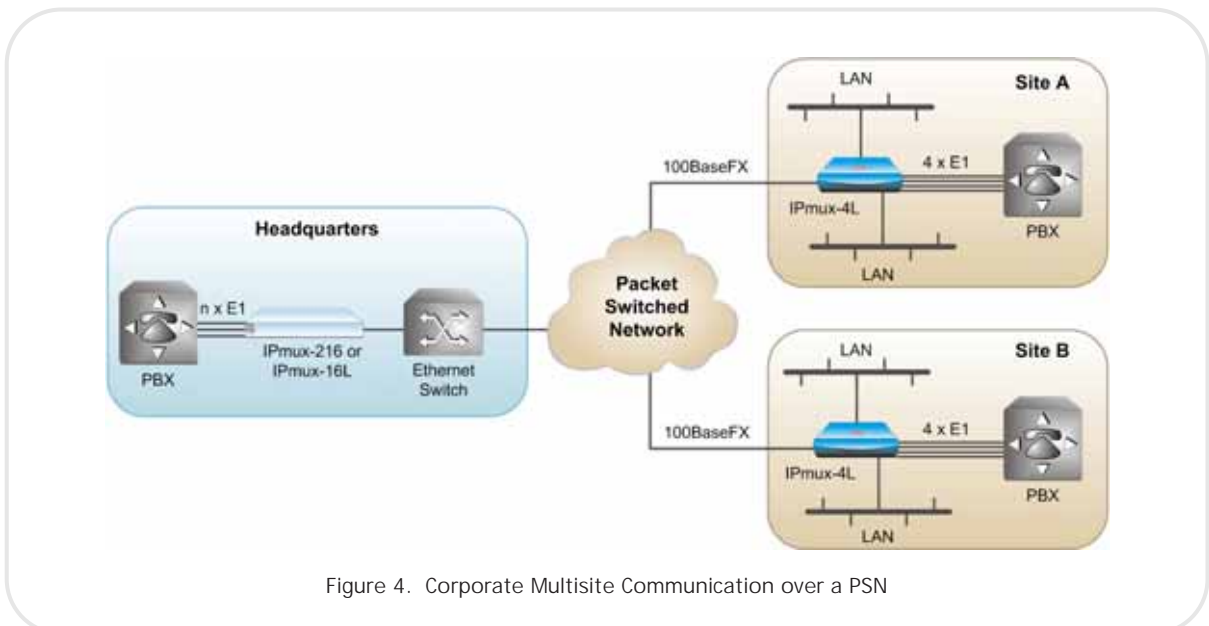 Headquarters
n x E1
PBX
IPmux-216 or
IPmux-16L
Ethernet
Switch
Packet
Switched
Network
100BaseFX
Site A
LAN
4 x E1
IPmux-4L
PBX
LAN
100BaseFX
Site B
LAN
4 x E1
IPmux-4L
PBX
LAN
Figure 4. Corporate Multisite Communication over a PSN